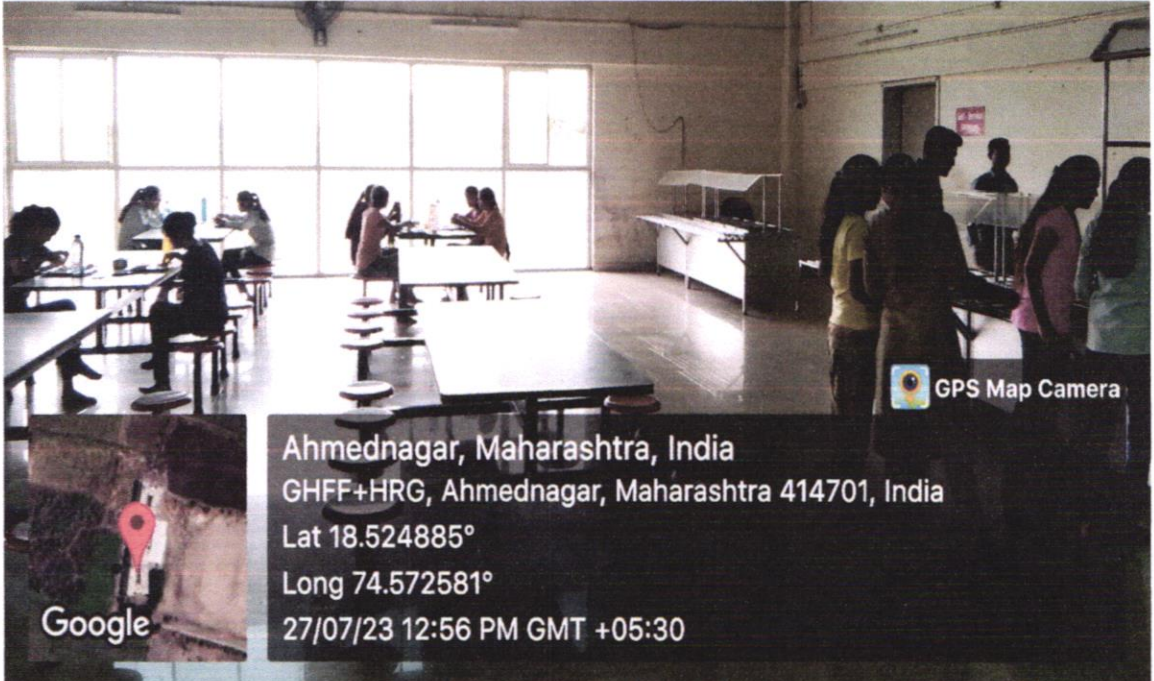 GPS Map Camera
Ahmednagar, Maharashtra, India
GHFF+HRG, Ahmednagar, Maharashtra 414701, India
Lat 18.524885°
Long 74.572581°
27/07/23 12:56 PM GMT +05:30
Google